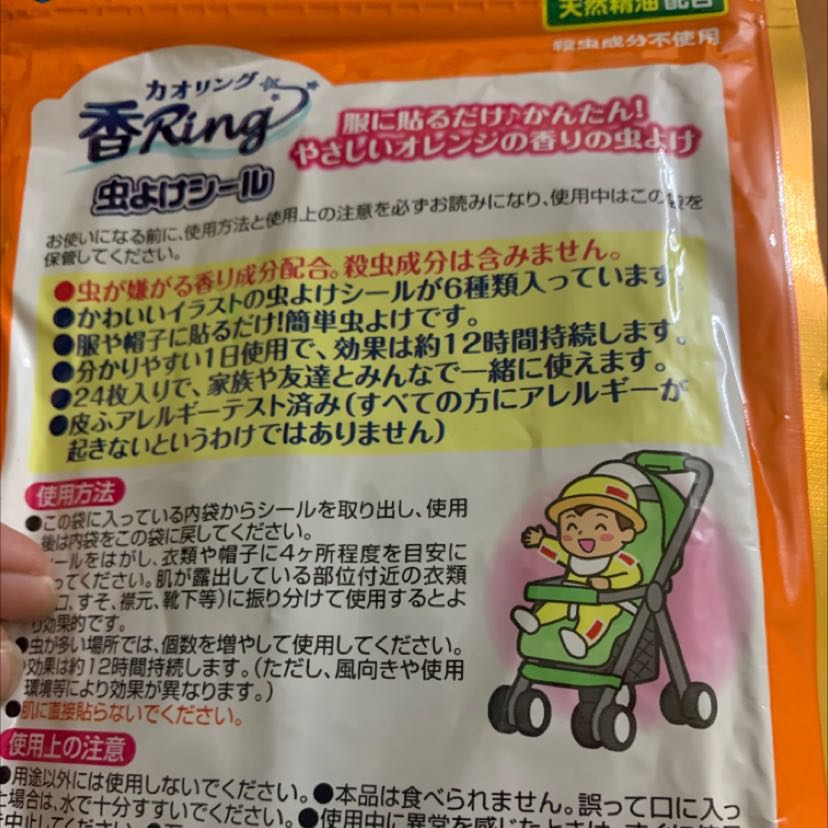 天然精油配合
殺虫成分不使用
カオリング
香Ring
虫よけシール
服に貼るだけ♪かんたん!
やさしいオレンジの香りの虫よけ
お使いになる前に、使用方法と使用上の注意を必ずお読みになり、使用中はこの袋を
保管してください。
●虫が嫌がる香り成分配合。殺虫成分は含みません。
●かわいいイラストの虫よけシールが6種類入っています。
●服や帽子に貼るだけ!簡単虫よけです。
●分かりやすい1日使用で、効果は約12時間持続します。
●24枚入りで、家族や友達とみんなで一緒に使えます。
●皮ふアレルギーテスト済み(すべての方にアレルギーが
起きないというわけではありません)
使用方法
●この袋に入っている内袋からシールを取り出し、使用
後は内袋をこの袋に戻してください。
ールをはがし、衣類や帽子に4ヶ所程度を目安に
ってください。肌が露出している部位付近の衣類
口、すそ、襟元、靴下等)に振り分けて使用するとよ
り効果的です。
●虫が多い場所では、個数を増やして使用してください。
効果は約12時間持続します。(ただし、風向きや使用
環境等により効果が異なります。)
●肌に直接貼らないでください。
使用上の注意
●用途以外には使用しないでください。●本品は食べられません。誤って口に入っ
た場合は、水で十分すすいでください。●使用中に異常を感じたときは、すぐに使